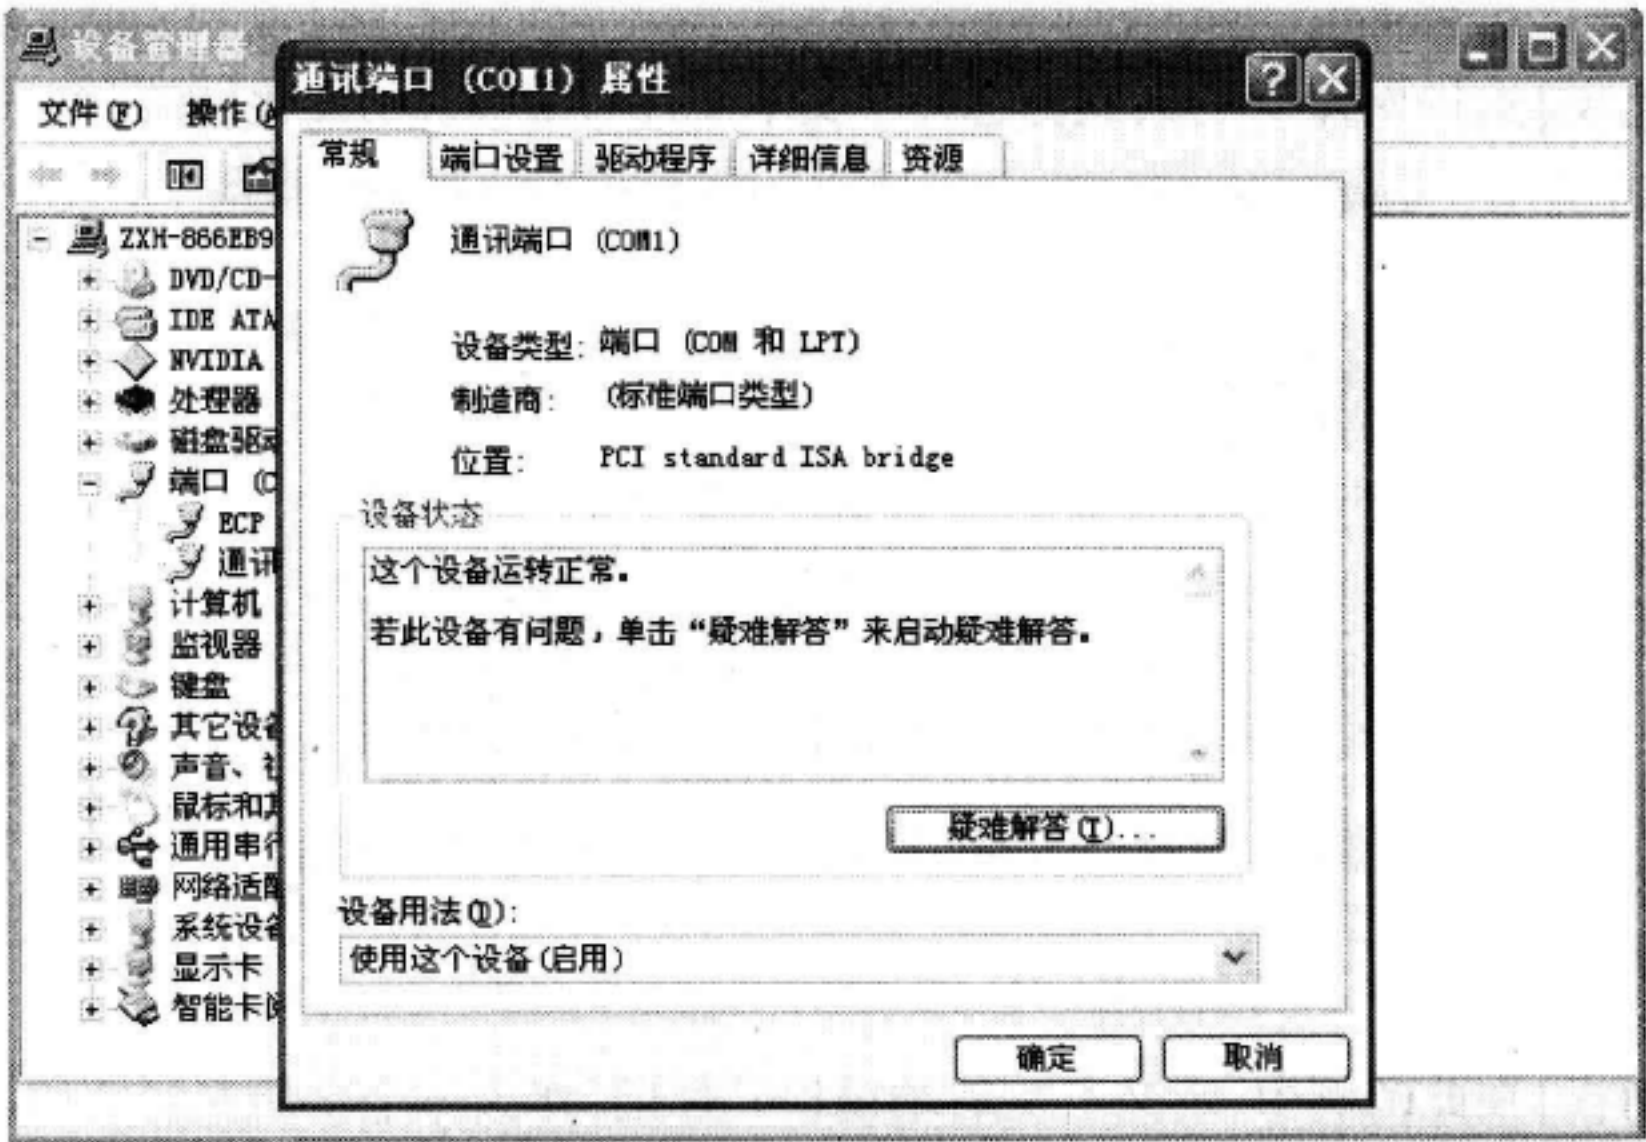 设备管理器
文件(F) 操作(A
ZXH-866EB9
DVD/CD-
IDE ATA
NVIDIA
处理器
磁盘驱动
端口 (C
ECP
通讯
计算机
监视器
键盘
其它设备
声音、
鼠标和其
通用串行
网络适配
系统设备
显示卡
智能卡阅
通讯端口 (COM1) 属性
常规 端口设置 驱动程序 详细信息 资源
通讯端口 (COM1)
设备类型: 端口 (COM 和 LPT)
制造商: (标准端口类型)
位置: PCI standard ISA bridge
设备状态
这个设备运转正常。
若此设备有问题,单击“疑难解答”来启动疑难解答。
疑难解答(T)...
设备用法(D):
使用这个设备(启用)
确定 取消